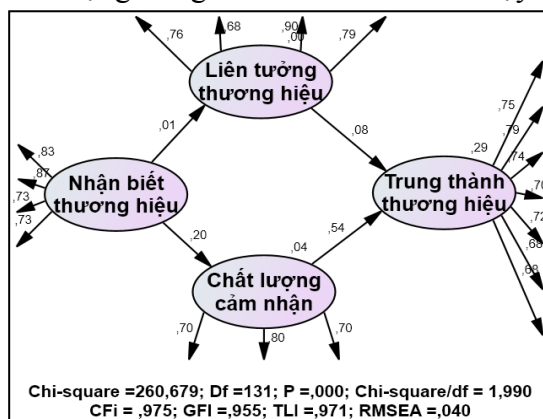 ,76
,68
,90
,00
,79
Liên tưởng
thương hiệu
,75
,01
,08
,79
,29
,74
,83
,87
,73
,73
Nhận biết
thương hiệu
Trung thành
thương hiệu
,70
,72
,68
,68
,20
,54
,04
Chất lượng
cảm nhận
,70
,80
,70
Chi-square =260,679; Df =131; P =,000; Chi-square/df = 1,990
CFi = ,975; GFI =,955; TLI =,971; RMSEA =,040